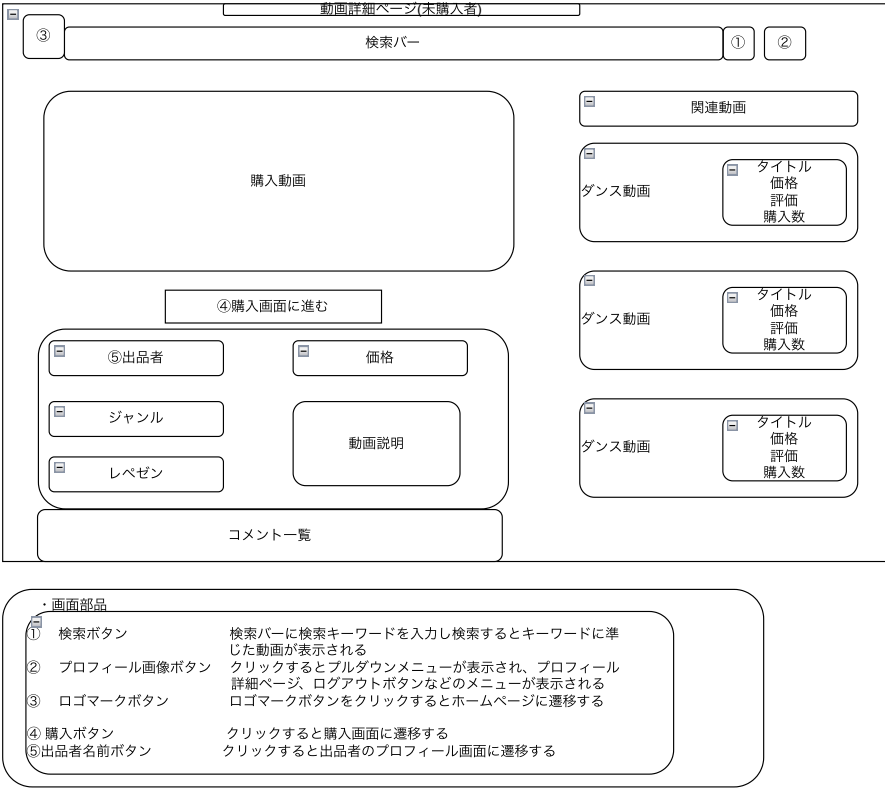 動画詳細ページ(未購入者)
③
検索バー
①
②
購入動画
④購入画面に進む
⑤出品者
価格
ジャンル
動画説明
レペゼン
コメント一覧
関連動画
ダンス動画
タイトル
価格
評価
購入数
ダンス動画
タイトル
価格
評価
購入数
ダンス動画
タイトル
価格
評価
購入数
・画面部品
① 検索ボタン 検索バーに検索キーワードを入力し検索するとキーワードに準
じた動画が表示される
② プロフィール画像ボタン クリックするとプルダウンメニューが表示され、プロフィール
詳細ページ、ログアウトボタンなどのメニューが表示される
③ ロゴマークボタン ロゴマークボタンをクリックするとホームページに遷移する
④ 購入ボタン クリックすると購入画面に遷移する
⑤出品者名前ボタン クリックすると出品者のプロフィール画面に遷移する